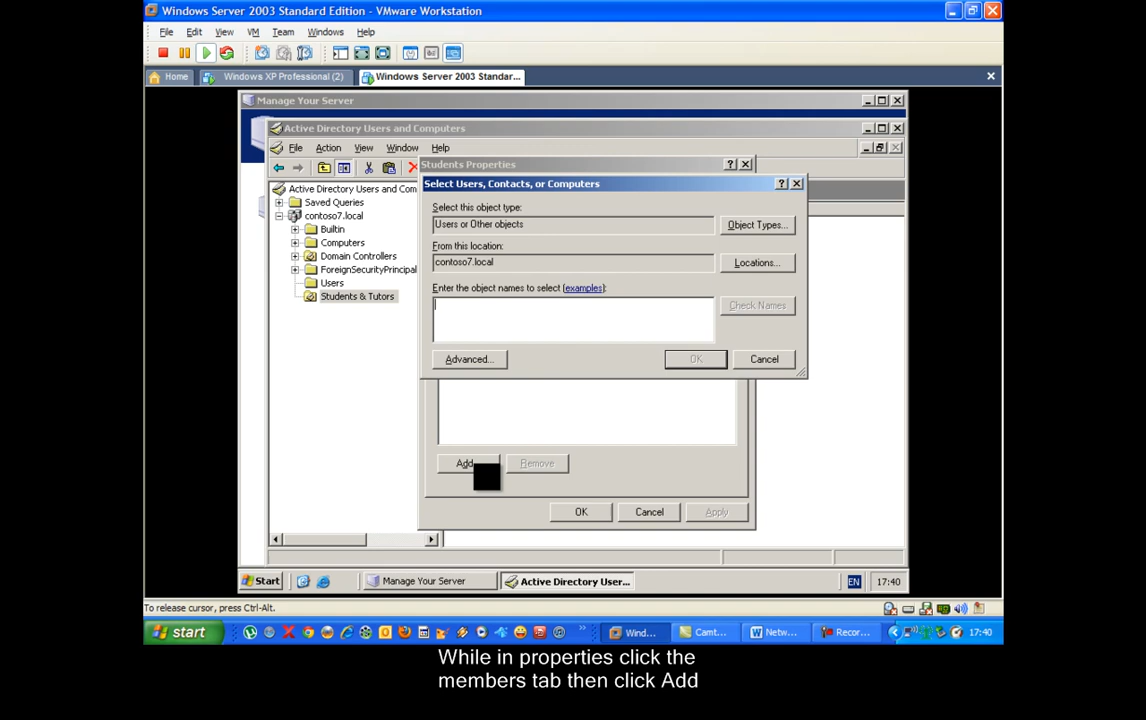 Windows Server 2003 Standard Edition - VMware Workstation
File Edit View VM Team Windows Help
Home Windows XP Professional (2) Windows Server 2003 Standar...
Manage Your Server
Active Directory Users and Computers
File Action View Window Help
Students Properties
Select Users, Contacts, or Computers
Active Directory Users and Com
Saved Queries
contoso7.local
Builtin
Computers
Domain Controllers
ForeignSecurityPrincipal
Users
Students & Tutors
Select this object type:
Users or Other objects
Object Types...
From this location:
contoso7.local
Locations...
Enter the object names to select (examples):
Check Names
Advanced...
OK Cancel
Add Remove
OK Cancel Apply
Start Manage Your Server Active Directory User... EN 17:40
To release cursor, press Ctrl-Alt.
start Wind... Camt... Netw... Recor... 17:40
While in properties click the
members tab then click Add